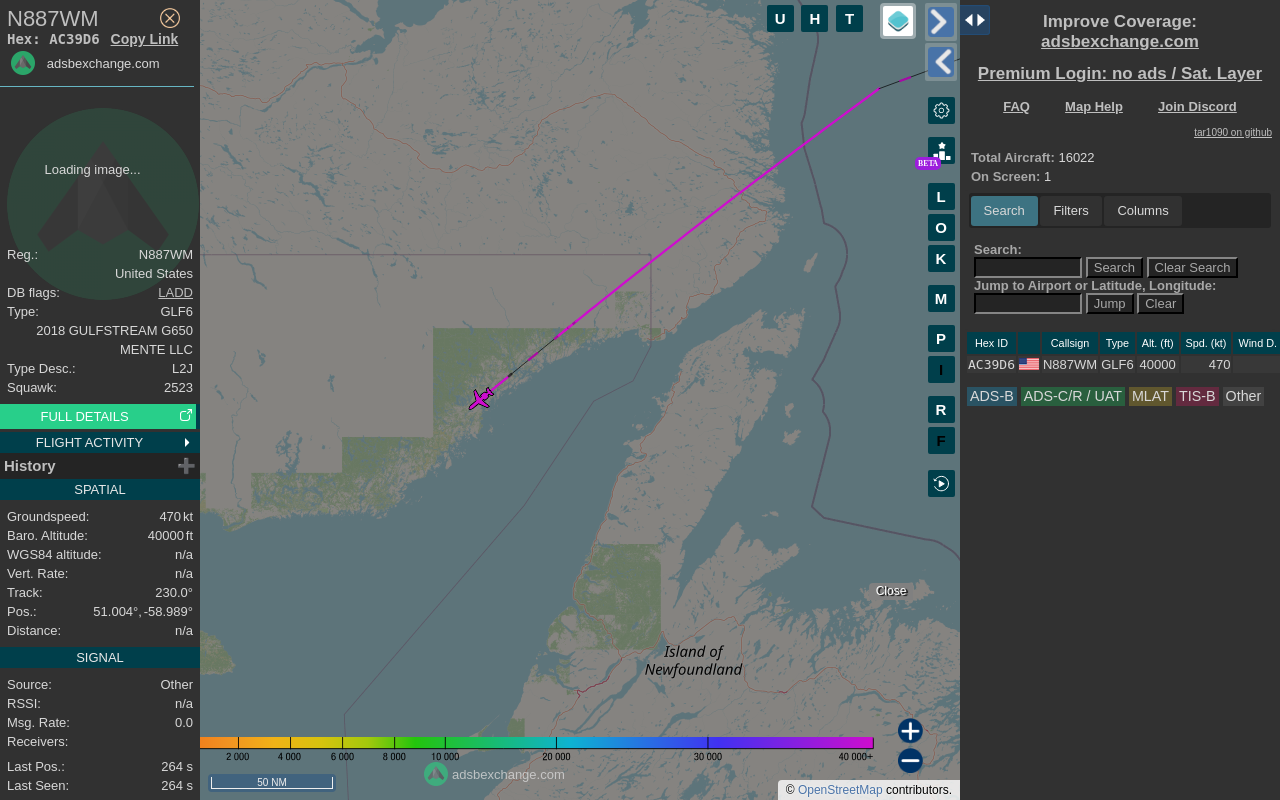 N887WM
Hex: AC39D6 Copy Link
adsbexchange.com
Loading image...
Reg.: N887WM
United States
DB flags: LADD
Type: GLF6
2018 GULFSTREAM G650
MENTE LLC
Type Desc.: L2J
Squawk: 2523
FULL DETAILS
FLIGHT ACTIVITY
History
SPATIAL
Groundspeed: 470 kt
Baro. Altitude: 40000 ft
WGS84 altitude: n/a
Vert. Rate: n/a
Track: 230.0°
Pos.: 51.004°, -58.989°
Distance: n/a
SIGNAL
Source: Other
RSSI: n/a
Msg. Rate: 0.0
Receivers:
Last Pos.: 264 s
Last Seen: 264 s
U H T
BETA
L
O
K
M
P
I
R
F
Close
Island of
Newfoundland
2 000 4 000 6 000 8 000 10 000 20 000 30 000 40 000+
adsbexchange.com
50 NM
© OpenStreetMap contributors.
Improve Coverage:
adsbexchange.com
Premium Login: no ads / Sat. Layer
FAQ Map Help Join Discord
tar1090 on github
Total Aircraft: 16022
On Screen: 1
Search Filters Columns
Search:
Search Clear Search
Jump to Airport or Latitude, Longitude:
Jump Clear
Hex ID Callsign Type Alt. (ft) Spd. (kt) Wind D.
AC39D6 N887WM GLF6 40000 470
ADS-B ADS-C/R / UAT MLAT TIS-B Other